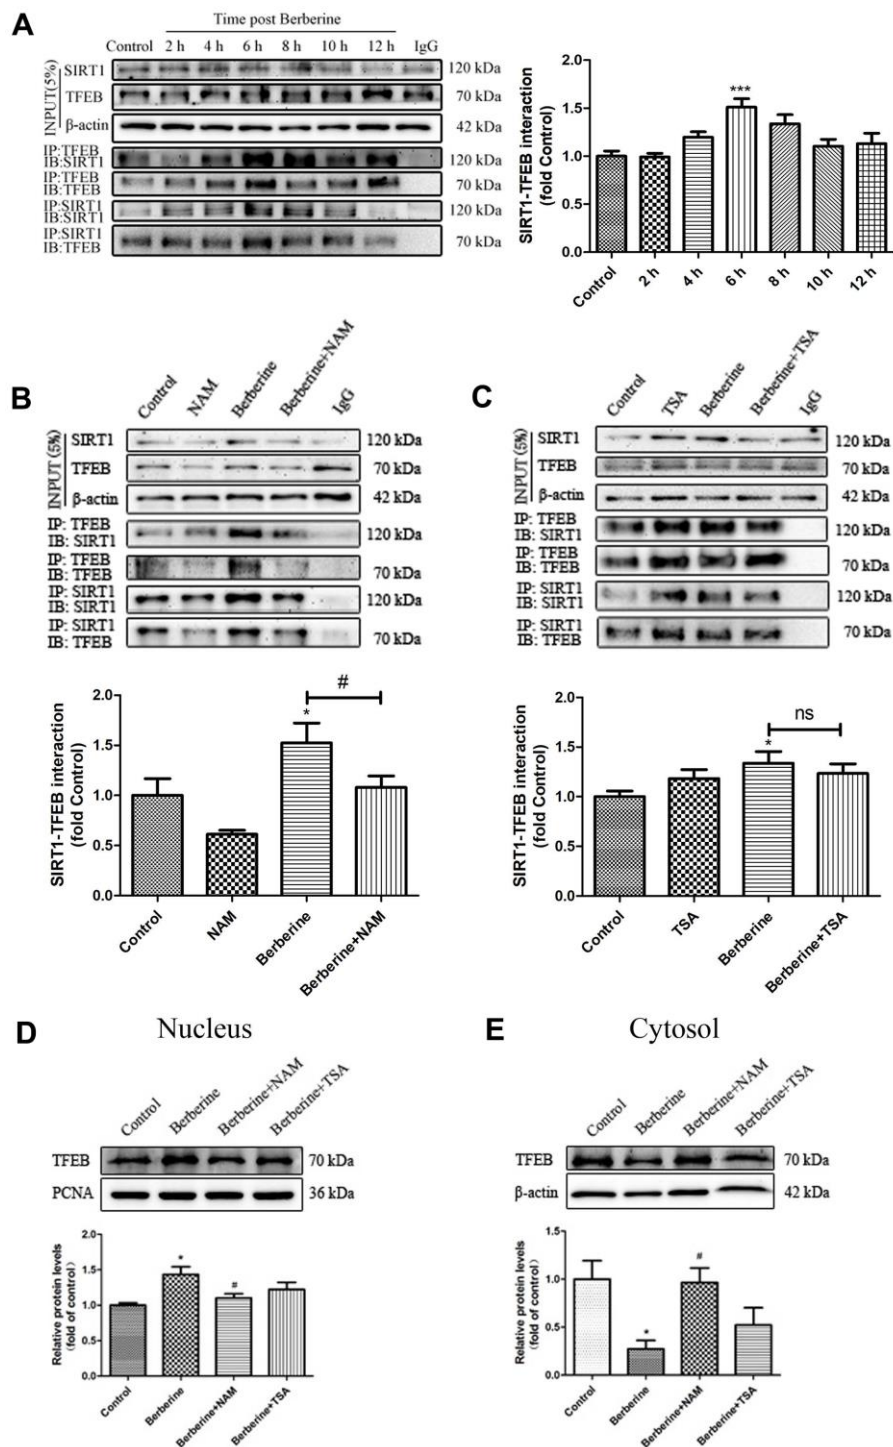 A
Time post Berberine
Control 2 h 4 h 6 h 8 h 10 h 12 h IgG
INPUT(5%)
SIRT1 120 kDa
TFEB 70 kDa
β-actin 42 kDa
IP:TFEB
IB:SIRT1 120 kDa
IP:TFEB
IB:TFEB 70 kDa
IP:SIRT1
IB:SIRT1 120 kDa
IP:SIRT1
IB:TFEB 70 kDa
SIRT1-TFEB interaction
(fold Control)
2.0
1.5
1.0
0.5
0.0
***
Control 2 h 4 h 6 h 8 h 10 h 12 h
B
Control NAM Berberine Berberine+NAM IgG
INPUT (5%)
SIRT1 120 kDa
TFEB 70 kDa
β-actin 42 kDa
IP: TFEB
IB: SIRT1 120 kDa
IP: TFEB
IB: TFEB 70 kDa
IP: SIRT1
IB: SIRT1 120 kDa
IP: SIRT1
IB: TFEB 70 kDa
SIRT1-TFEB interaction
(fold Control)
2.0
1.5
1.0
0.5
0.0
*
#
Control NAM Berberine Berberine+NAM
C
Control TSA Berberine Berberine+TSA IgG
INPUT (5%)
SIRT1 120 kDa
TFEB 70 kDa
β-actin 42 kDa
IP: TFEB
IB: SIRT1 120 kDa
IP: TFEB
IB: TFEB 70 kDa
IP: SIRT1
IB: SIRT1 120 kDa
IP: SIRT1
IB: TFEB 70 kDa
SIRT1-TFEB interaction
(fold Control)
2.0
1.5
1.0
0.5
0.0
*
ns
Control TSA Berberine Berberine+TSA
D Nucleus
Control Berberine Berberine+NAM Berberine+TSA
TFEB 70 kDa
PCNA 36 kDa
Relative protein levels
(fold of control)
2.0
1.5
1.0
0.5
0.0
*
#
Control Berberine Berberine+NAM Berberine+TSA
E Cytosol
Control Berberine Berberine+NAM Berberine+TSA
TFEB 70 kDa
β-actin 42 kDa
Relative protein levels
(fold of control)
1.5
1.0
0.5
0.0
*
#
Control Berberine Berberine+NAM Berberine+TSA